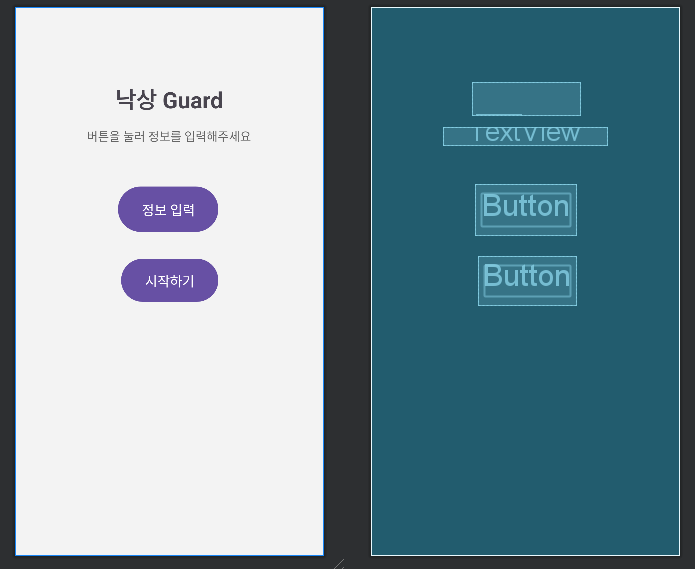 낙상 Guard
버튼을 눌러 정보를 입력해주세요
정보 입력
시작하기
TextView
Button
Button